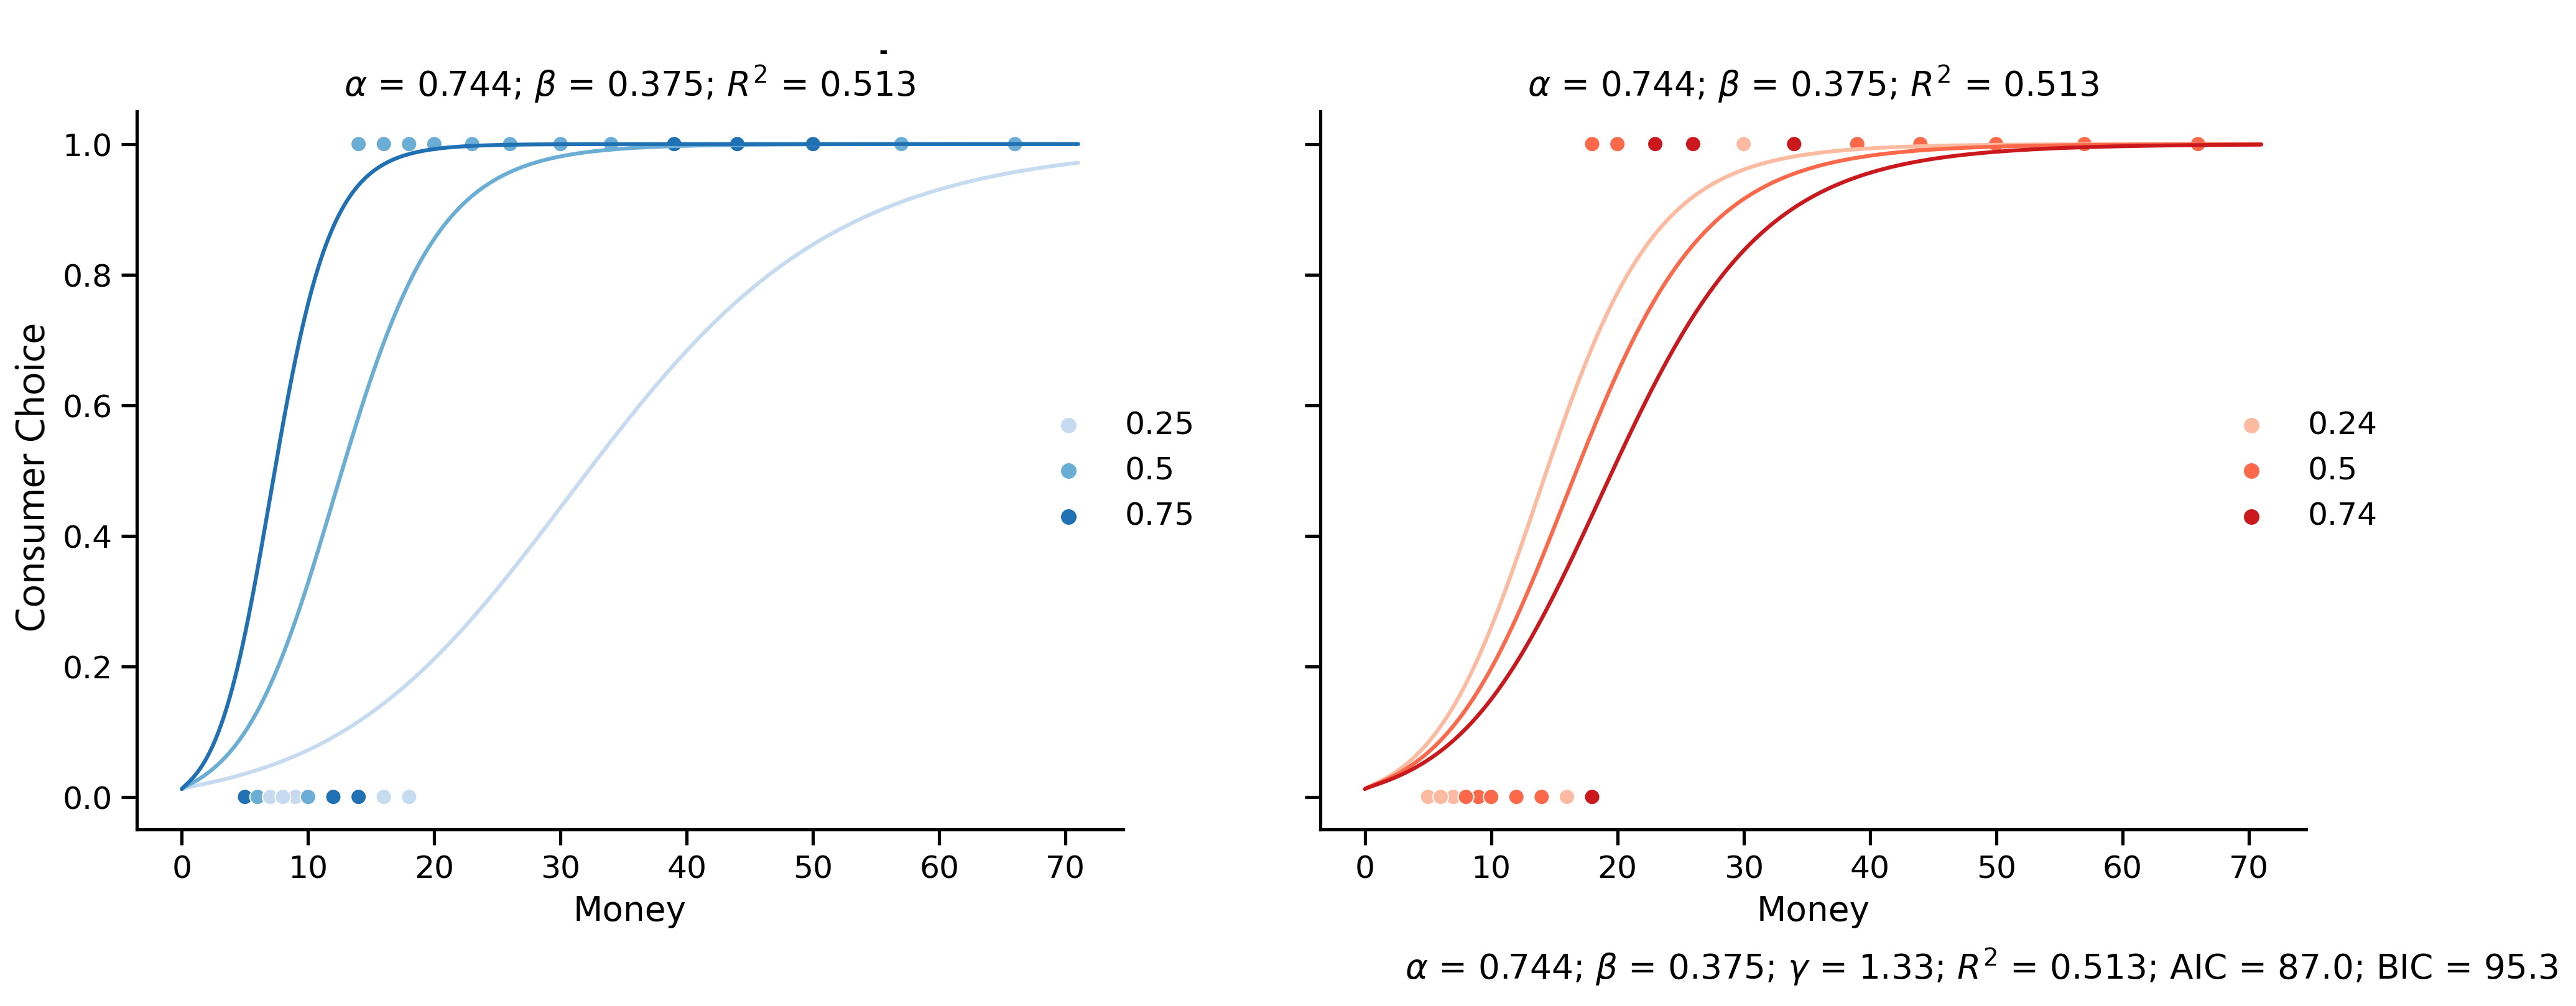 α = 0.744; β = 0.375; R² = 0.513
1.0
0.8
0.6
0.4
0.2
0.0
Consumer Choice
0.25
0.5
0.75
0 10 20 30 40 50 60 70
Money
α = 0.744; β = 0.375; R² = 0.513
0.24
0.5
0.74
0 10 20 30 40 50 60 70
Money
α = 0.744; β = 0.375; γ = 1.33; R² = 0.513; AIC = 87.0; BIC = 95.3